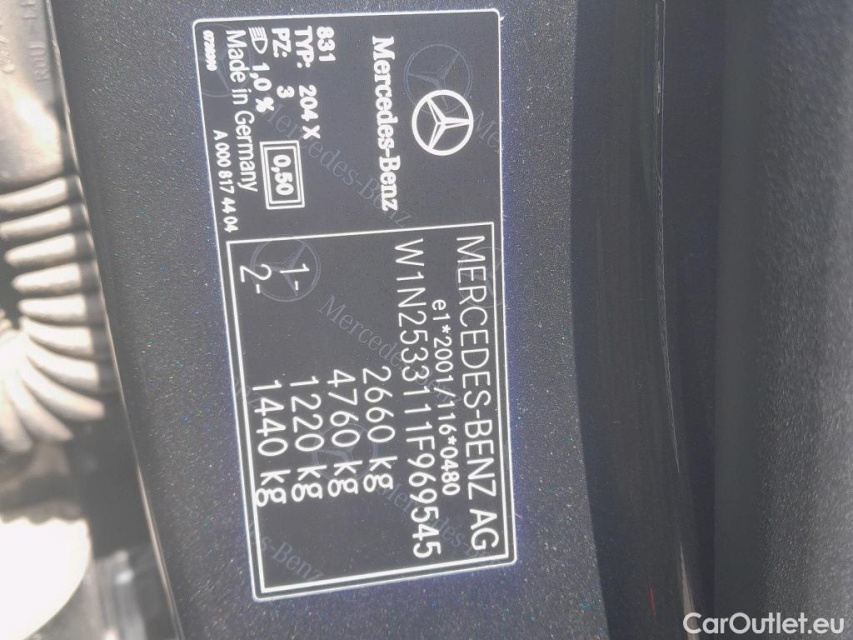 Mercedes-Benz
831
TYP: 204 X
PZ: 3
1,0 %
0,50
Made in Germany
0726090
A 000 817 44 04
MERCEDES-BENZ AG
e1*2001/116*0480
W1N2533111F969545
2660 kg
4760 kg
1- 1220 kg
2- 1440 kg
CarOutlet.eu